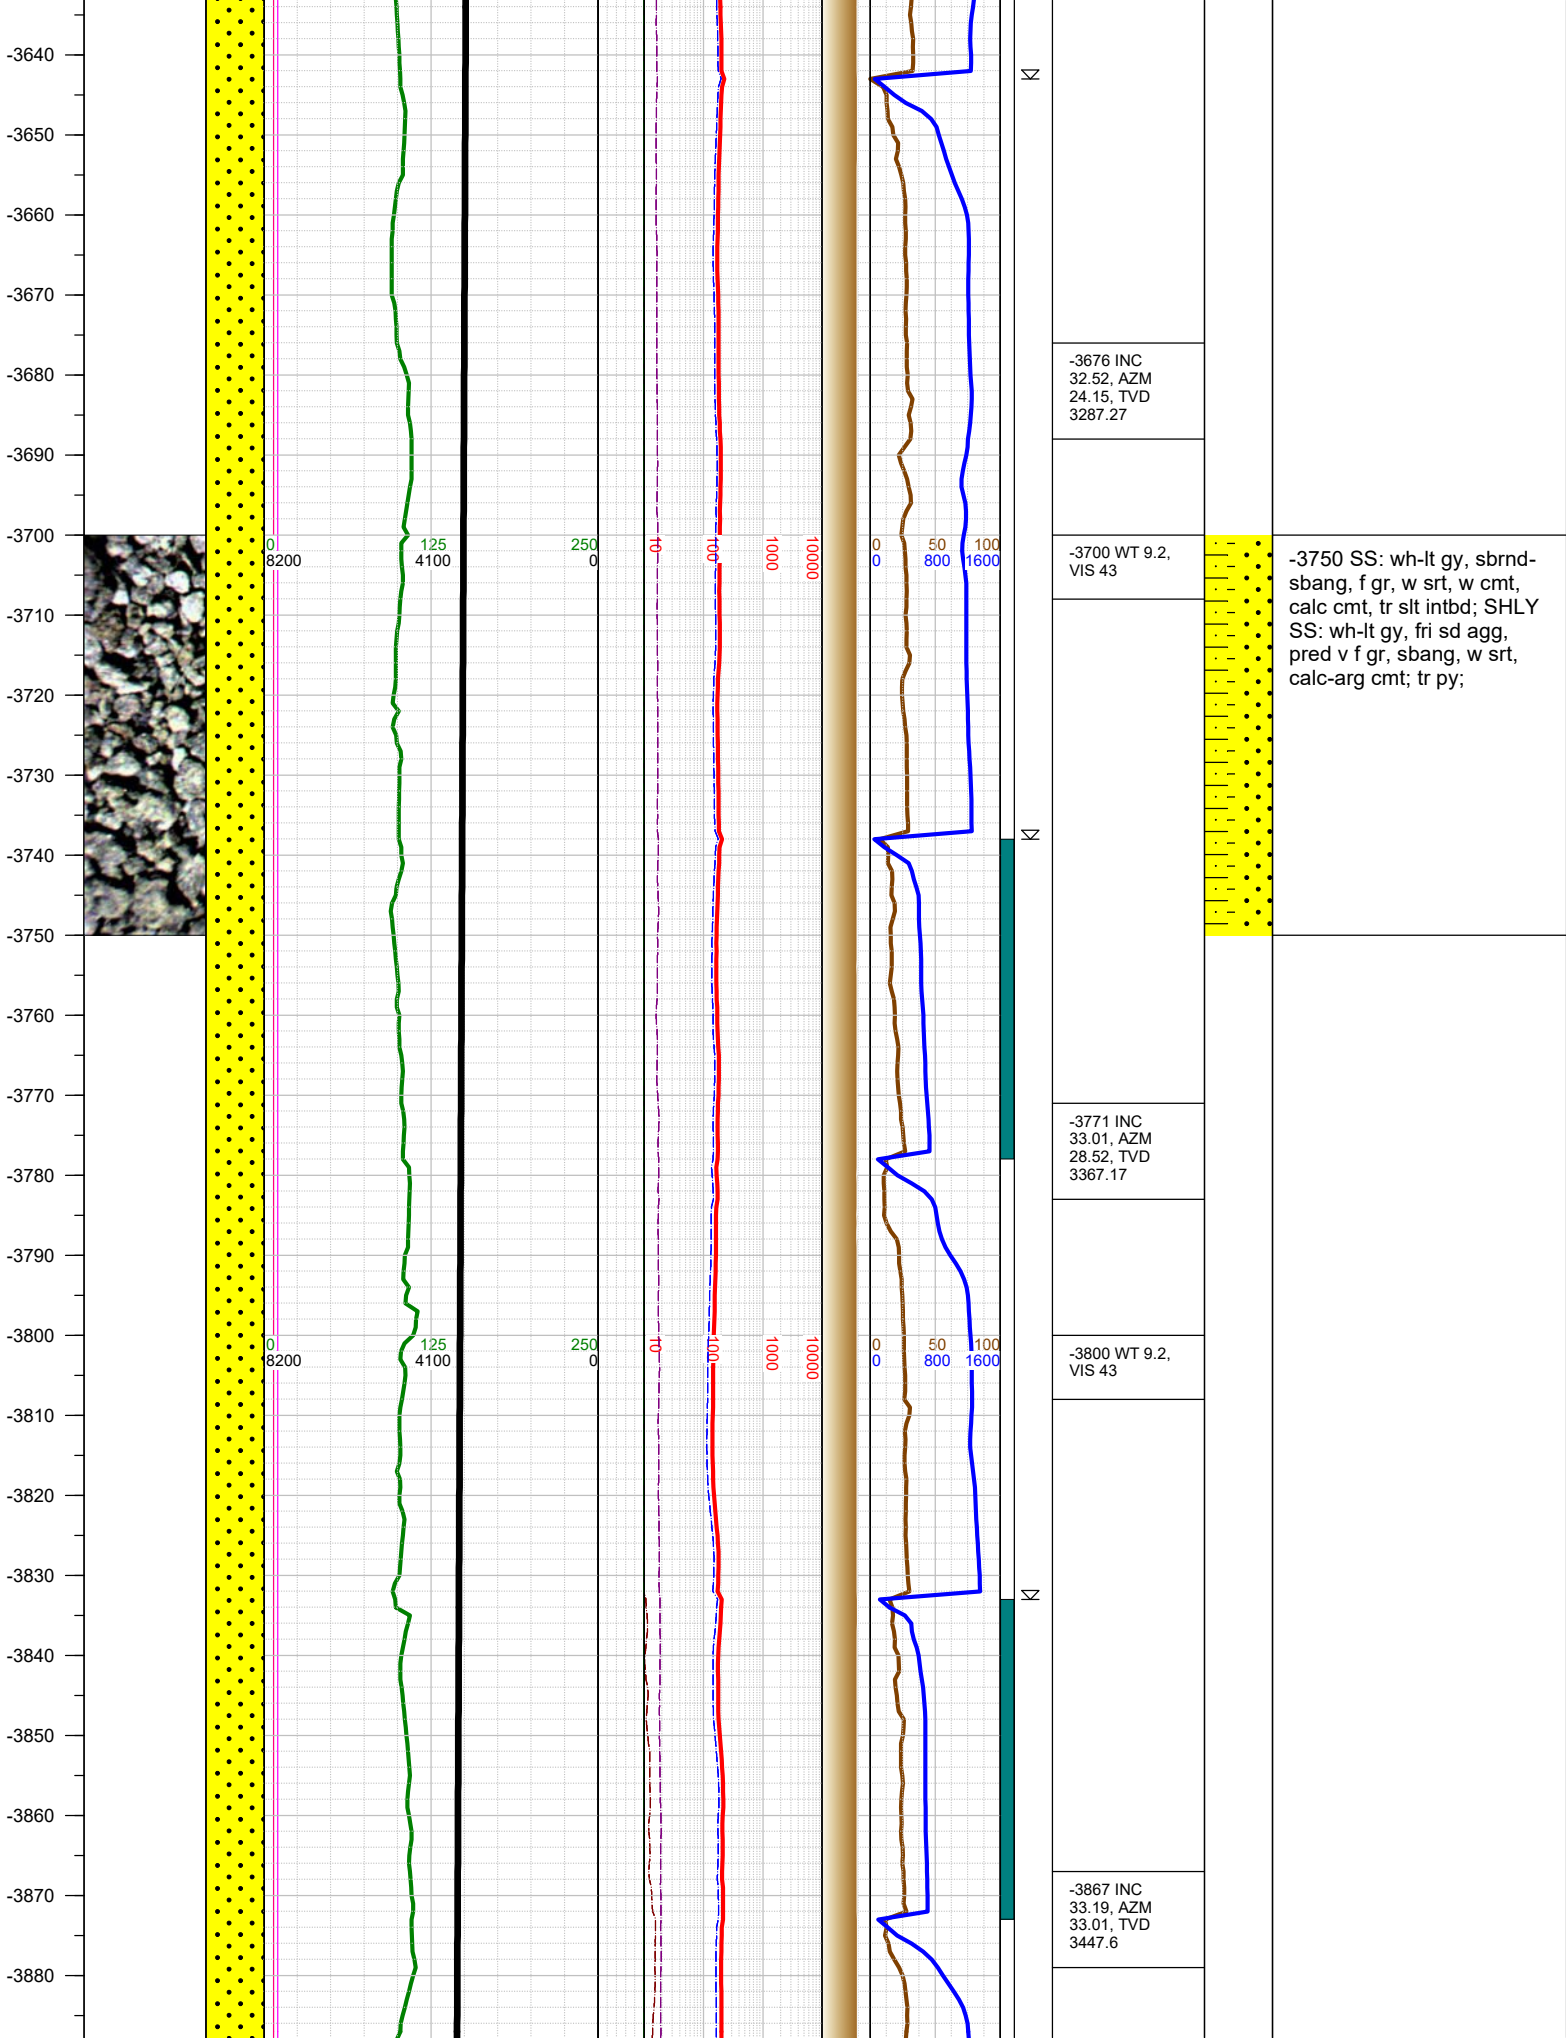 -3640
-3650
-3660
-3670
-3680
-3690
-3700
-3710
-3720
-3730
-3740
-3750
-3760
-3770
-3780
-3790
-3800
-3810
-3820
-3830
-3840
-3850
-3860
-3870
-3880
0 125 250
8200 4100 0
10 100 1000 10000
0 50 100
0 800 1600
0 125 250
8200 4100 0
10 100 1000 10000
0 50 100
0 800 1600
-3676 INC
32.52, AZM
24.15, TVD
3287.27
-3700 WT 9.2,
VIS 43
-3771 INC
33.01, AZM
28.52, TVD
3367.17
-3800 WT 9.2,
VIS 43
-3867 INC
33.19, AZM
33.01, TVD
3447.6
-3750 SS: wh-lt gy, sbrnd-
sbang, f gr, w srt, w cmt,
calc cmt, tr slt intbd; SHLY
SS: wh-lt gy, fri sd agg,
pred v f gr, sbang, w srt,
calc-arg cmt; tr py;